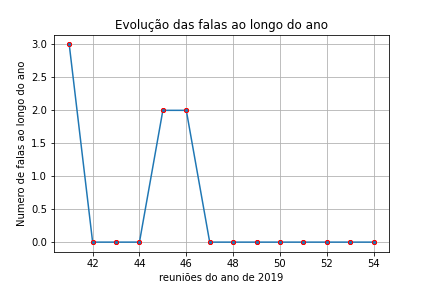 Evolução das falas ao longo do ano
Numero de falas ao longo do ano
3.0
2.5
2.0
1.5
1.0
0.5
0.0
42 44 46 48 50 52 54
reuniões do ano de 2019